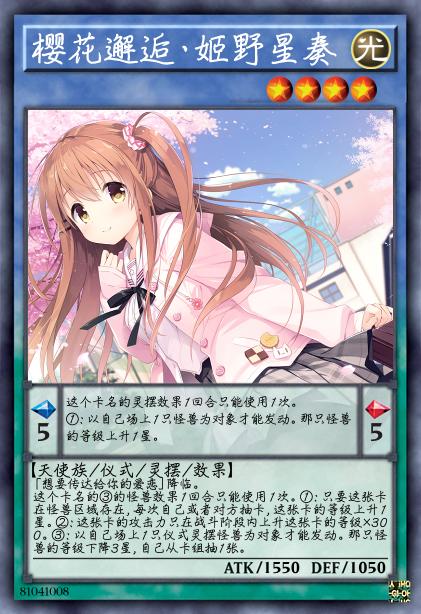 樱花邂逅·姬野星奏
光
这个卡名的灵摆效果1回合只能使用1次。
①:以自己场上1只怪兽为对象才能发动。那只怪兽
的等级上升1星。
5
5
【天使族/仪式/灵摆/效果】
「想要传达给你的爱恋」降临。
这个卡名的③的怪兽效果1回合只能使用1次。①:只要这张卡
在怪兽区域存在,每次自己或者对方抽卡,这张卡的等级上升1
星。②:这张卡的攻击力只在战斗阶段内上升这张卡的等级×30
0。③:以自己场上1只仪式灵摆怪兽为对象才能发动。那只怪
兽的等级下降3星,自己从卡组抽1张。
ATK/1550 DEF/1050
81041008